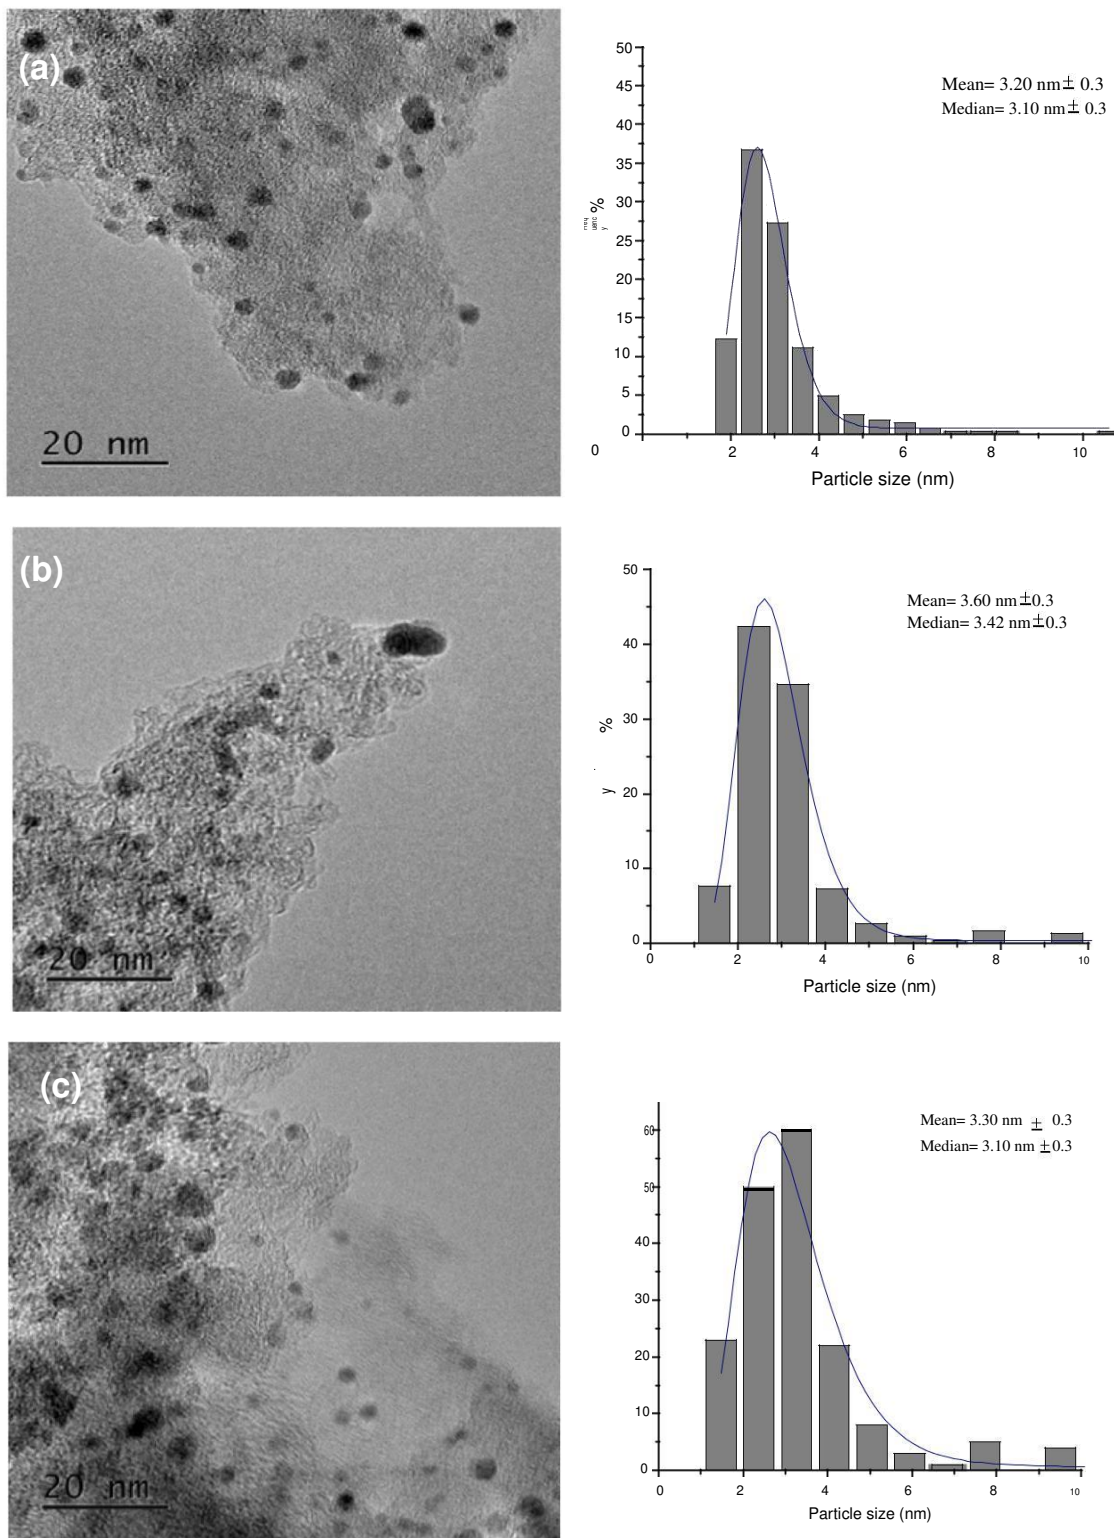 (a)
20 nm
50
45
40
35
30
25
20
15
10
5
0
%
y
Mean= 3.20 nm ± 0.3
Median= 3.10 nm ± 0.3
0 2 4 6 8 10
Particle size (nm)
(b)
20 nm
50
40
30
20
10
0
%
y
Mean= 3.60 nm ±0.3
Median= 3.42 nm ±0.3
0 2 4 6 8 10
Particle size (nm)
(c)
20 nm
60
50
40
30
20
10
0
Mean= 3.30 nm ± 0.3
Median= 3.10 nm ±0.3
0 2 4 6 8 10
Particle size (nm)